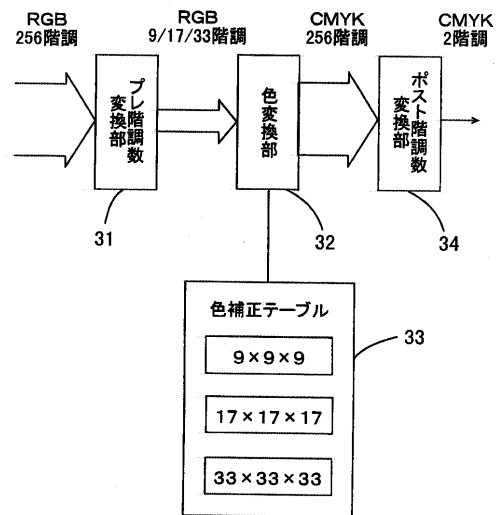 RGB
256階調
RGB
9/17/33階調
CMYK
256階調
CMYK
2階調
プレ階調数
変換部
色変換部
ポスト階調数
変換部
31
32
34
色補正テーブル
33
9×9×9
17×17×17
33×33×33